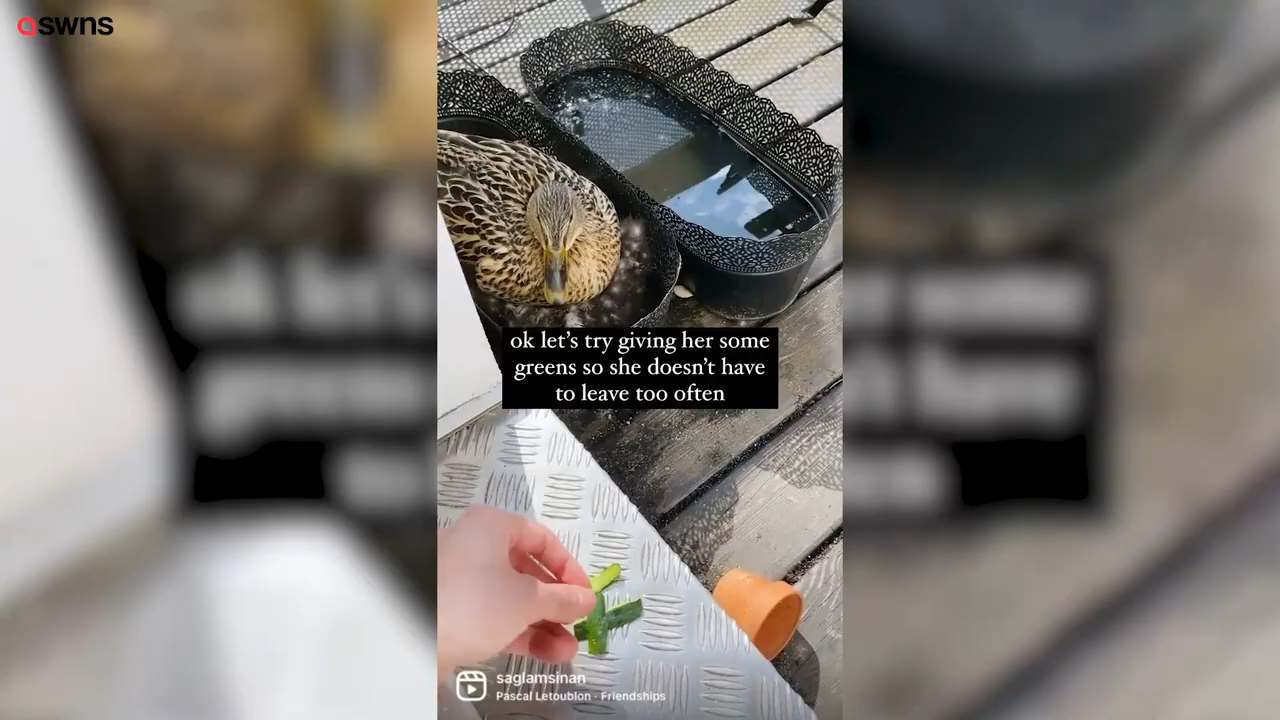 swns
ok let's try giving her some
greens so she doesn't have
to leave too often
saglamsinan
Pascal Letoublon · Friendships